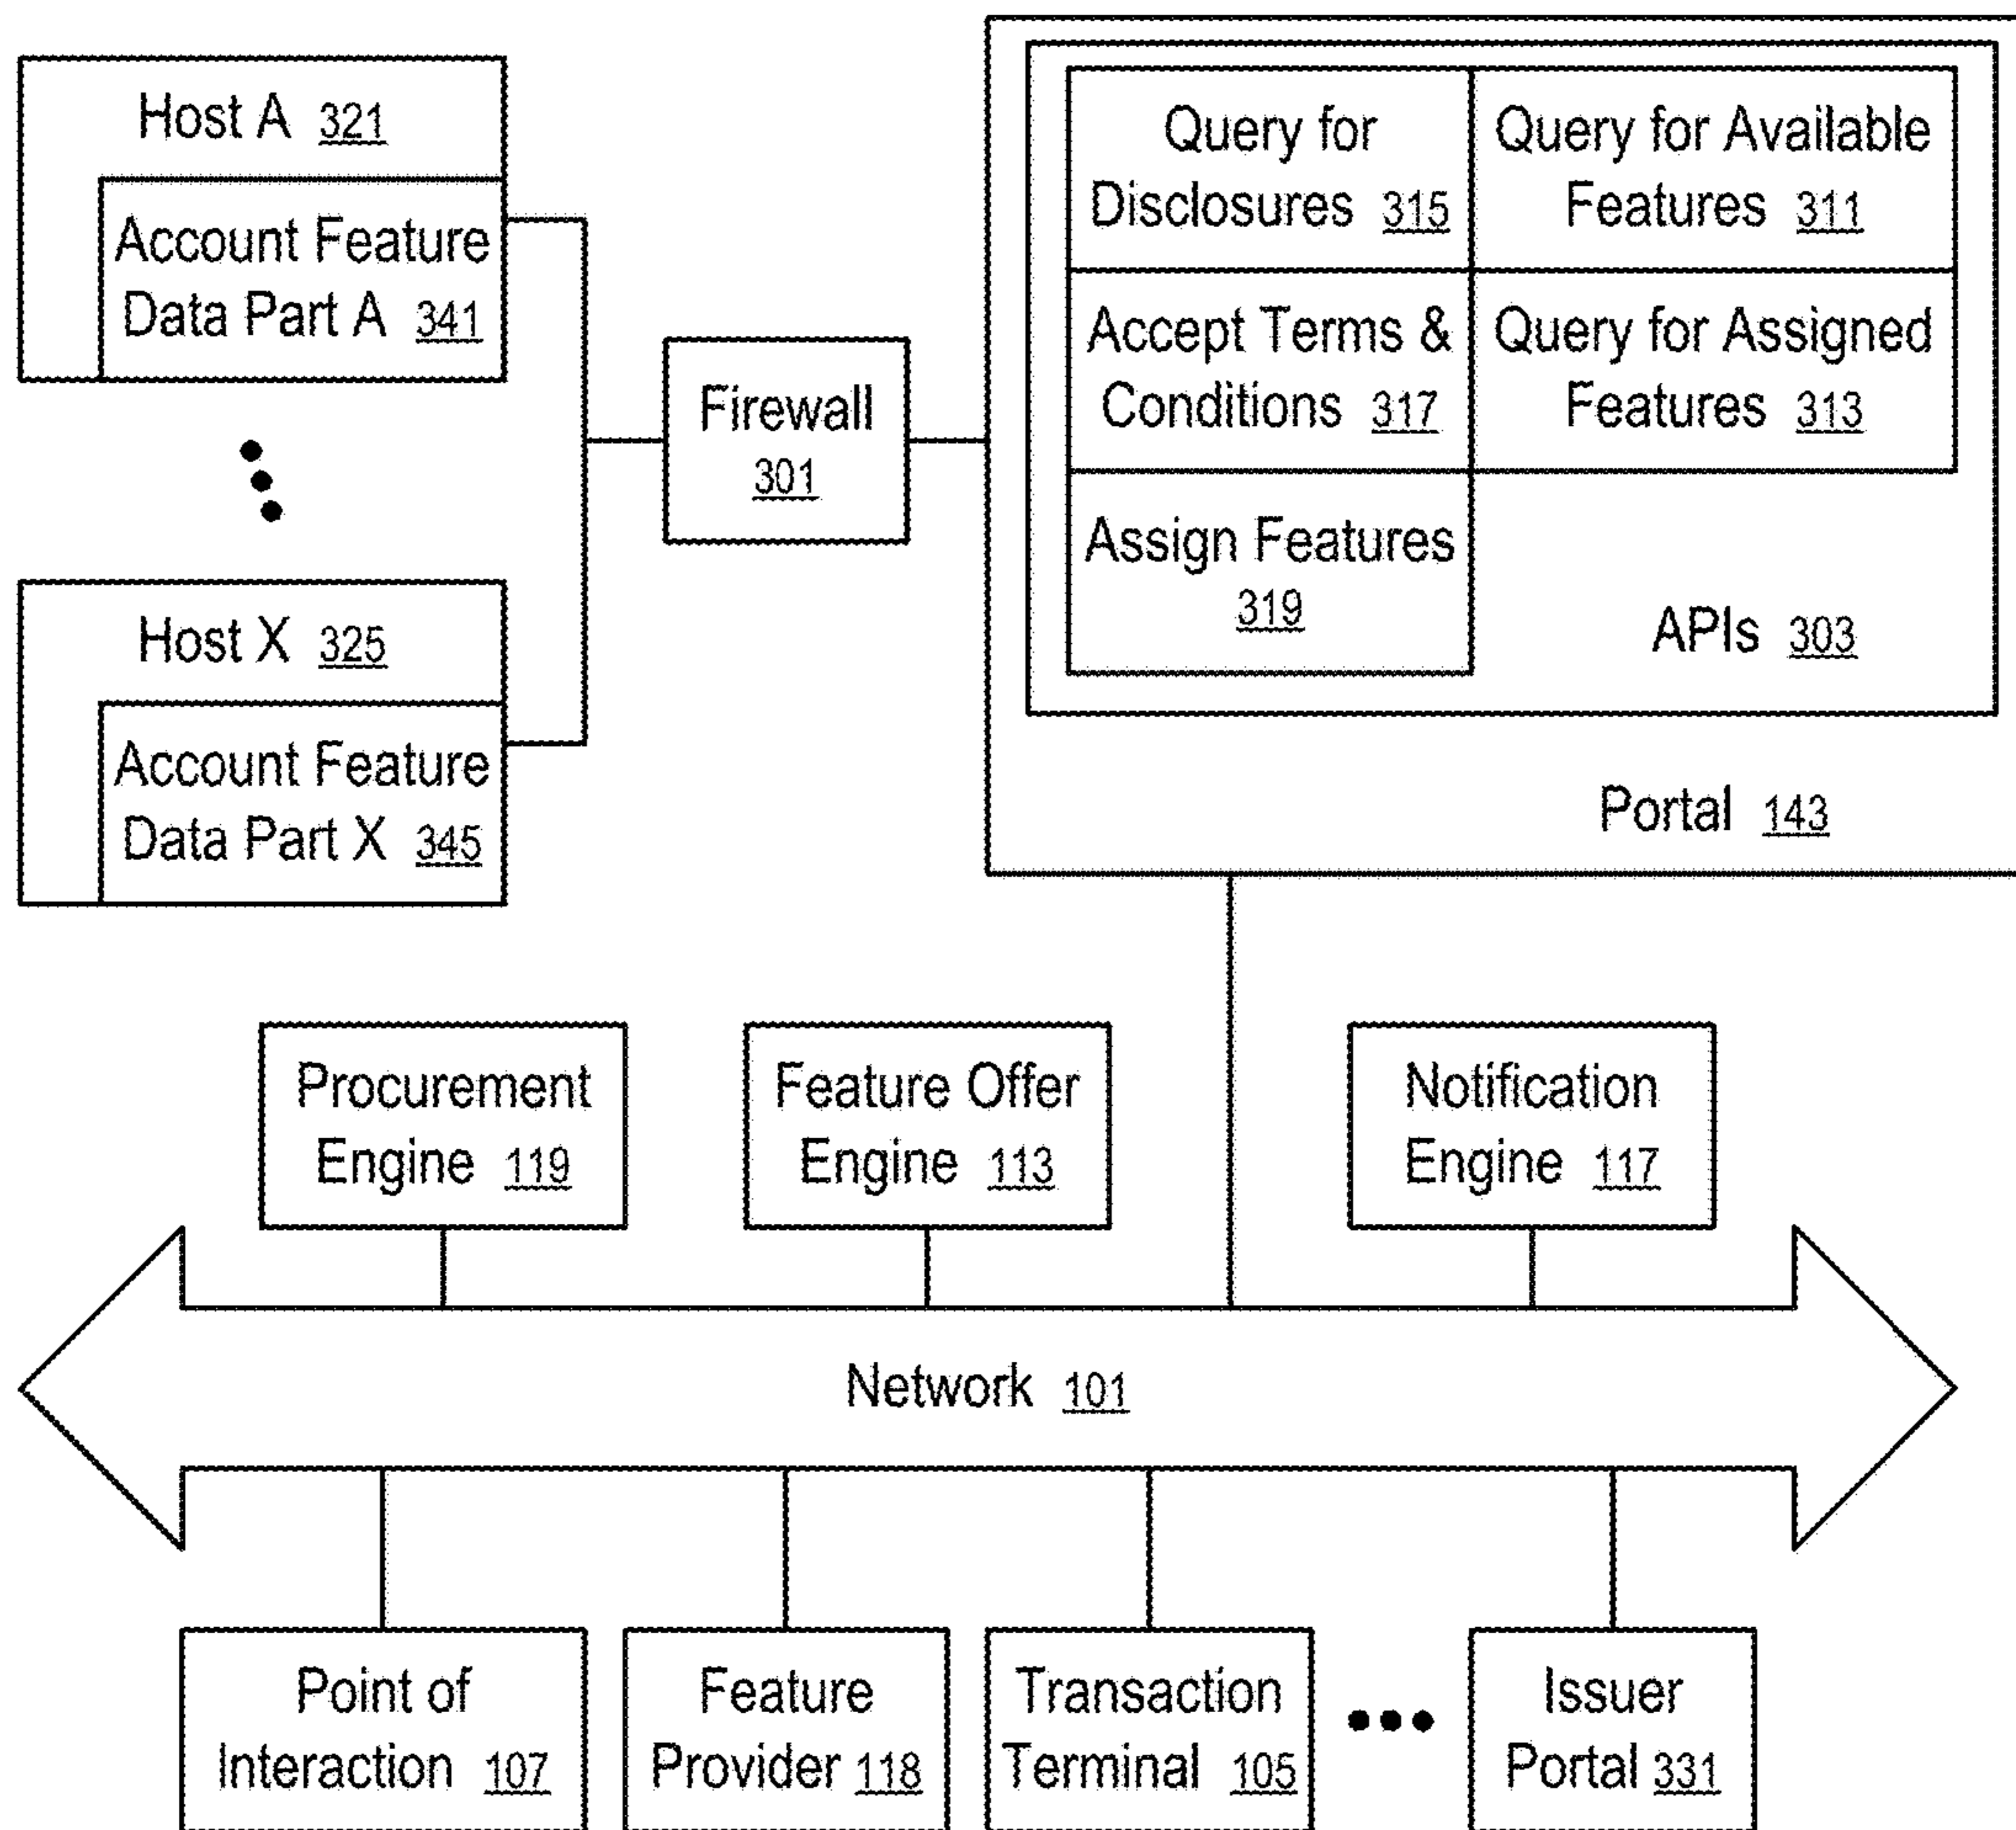 Host A 321
Account Feature
Data Part A 341
Host X 325
Account Feature
Data Part X 345
Firewall
301
Query for
Disclosures 315
Query for Available
Features 311
Accept Terms &
Conditions 317
Query for Assigned
Features 313
Assign Features
319
APIs 303
Portal 143
Procurement
Engine 119
Feature Offer
Engine 113
Notification
Engine 117
Network 101
Point of
Interaction 107
Feature
Provider 118
Transaction
Terminal 105
Issuer
Portal 331